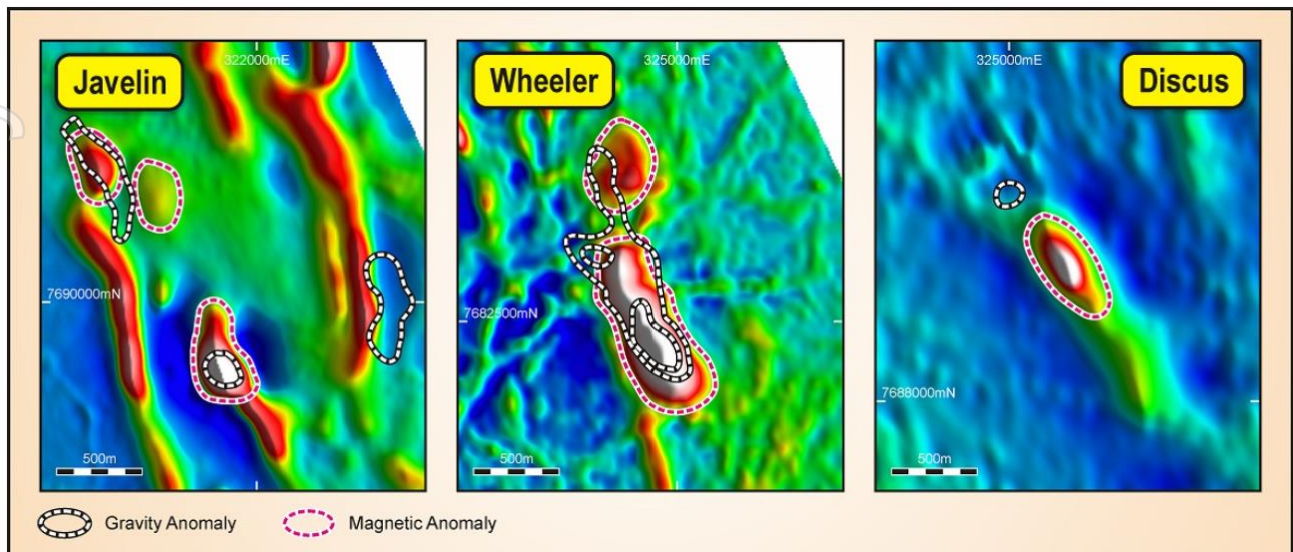 Javelin
322000mE
7690000mN
500m
Wheeler
325000mE
7682500mN
500m
Discus
325000mE
7688000mN
500m
Gravity Anomaly
Magnetic Anomaly